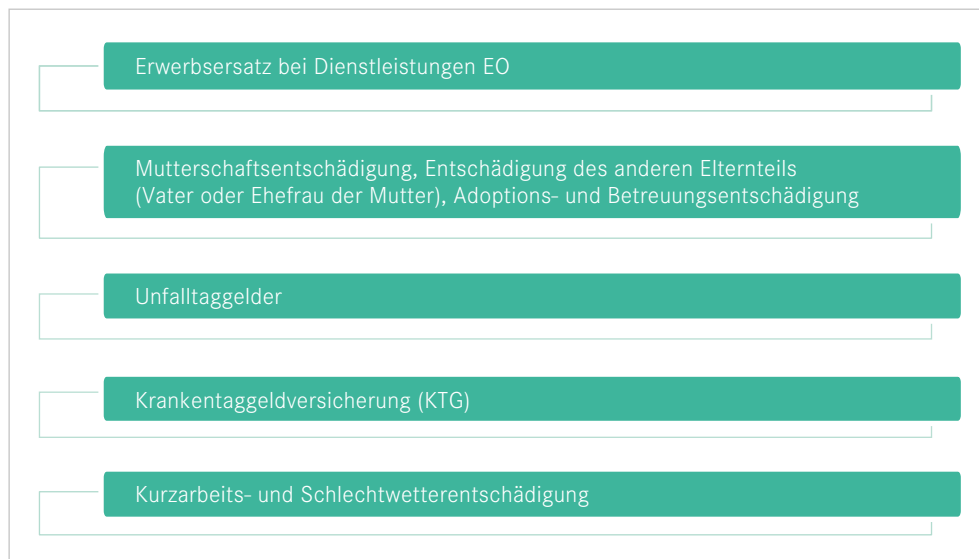 Erwerbsersatz bei Dienstleistungen EO
Mutterschaftsentschädigung, Entschädigung des anderen Elternteils
(Vater oder Ehefrau der Mutter), Adoptions- und Betreuungsentschädigung
Unfalltaggelder
Krankentaggeldversicherung (KTG)
Kurzarbeits- und Schlechtwetterentschädigung